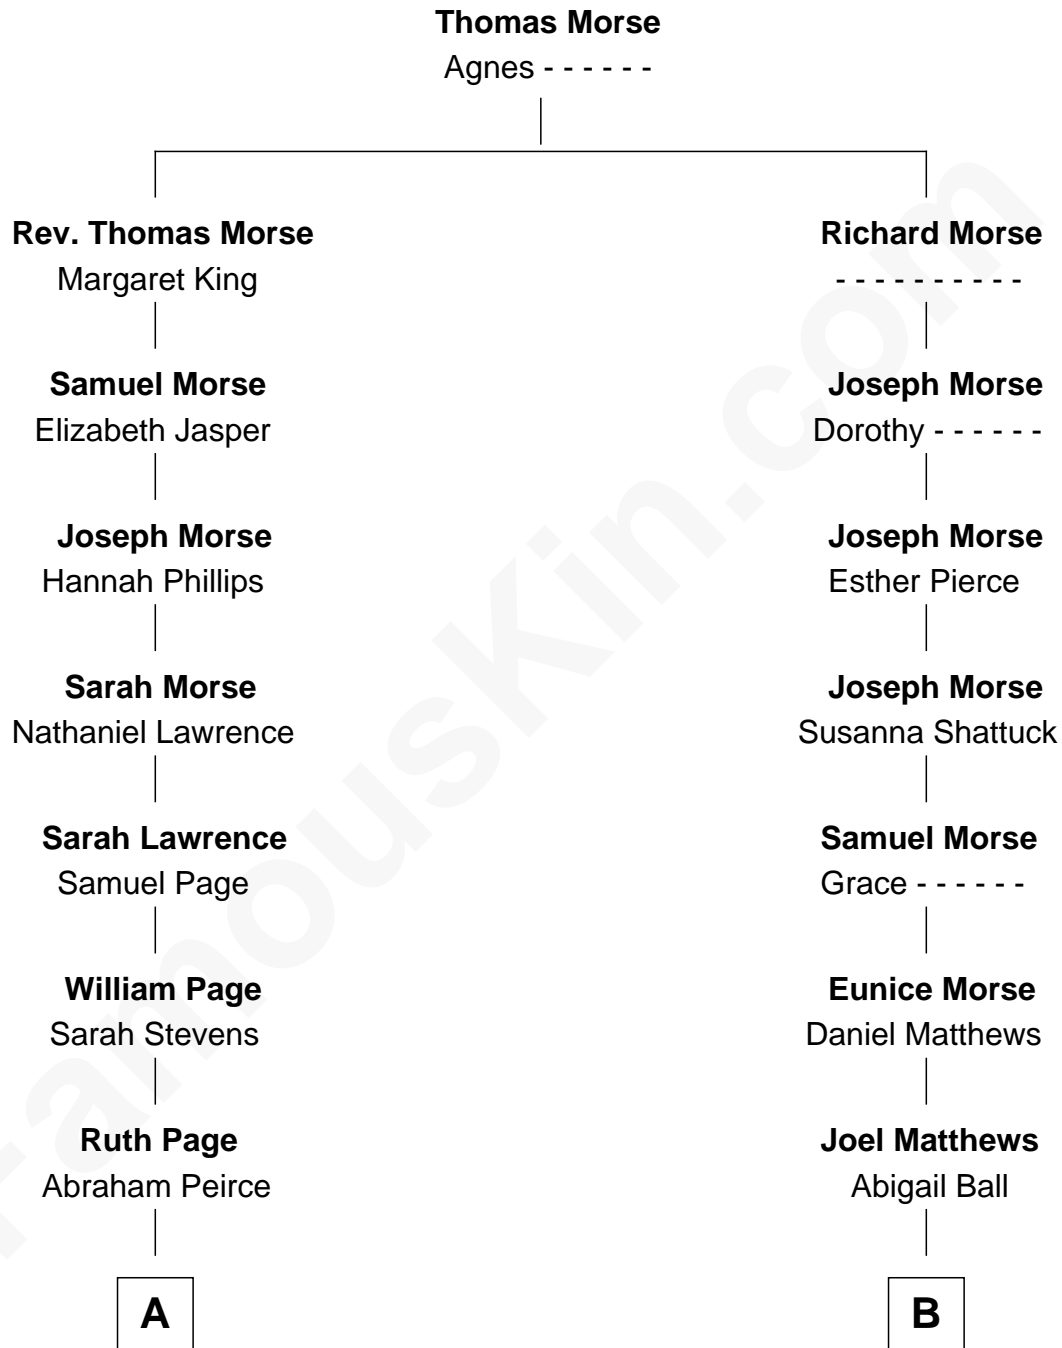 Thomas Morse
Agnes - - - - - -
Rev. Thomas Morse
Margaret King
Samuel Morse
Elizabeth Jasper
Joseph Morse
Hannah Phillips
Sarah Morse
Nathaniel Lawrence
Sarah Lawrence
Samuel Page
William Page
Sarah Stevens
Ruth Page
Abraham Peirce
A
Richard Morse
- - - - - - - - - -
Joseph Morse
Dorothy - - - - - -
Joseph Morse
Esther Pierce
Joseph Morse
Susanna Shattuck
Samuel Morse
Grace - - - - - -
Eunice Morse
Daniel Matthews
Joel Matthews
Abigail Ball
B
FamousKin.com